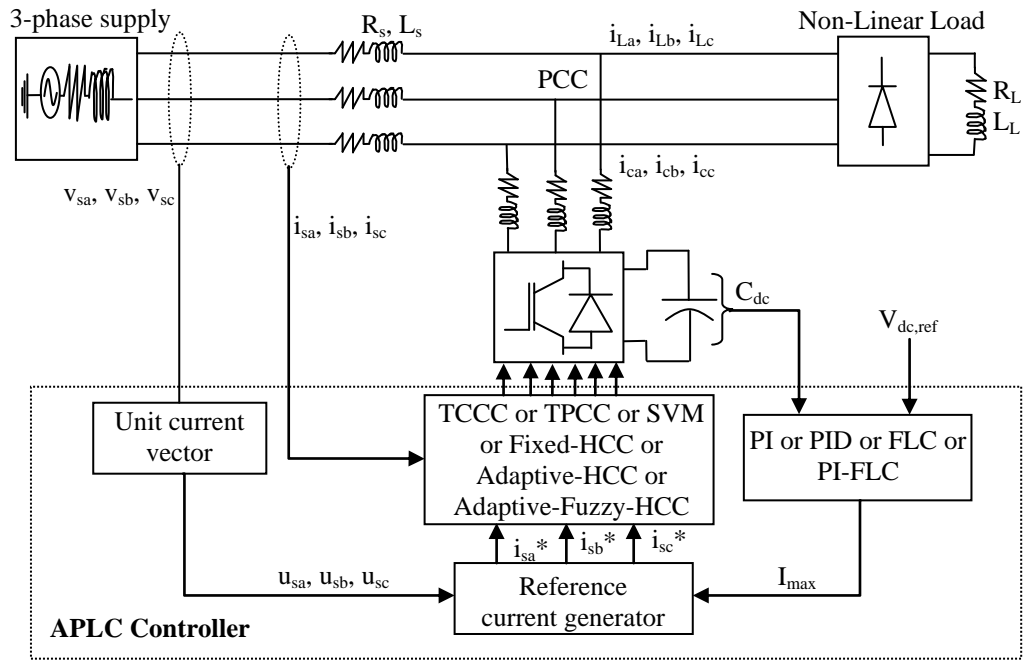 3-phase supply
Rs, Ls
iLa, iLb, iLc
Non-Linear Load
PCC
RL
LL
ica, icb, icc
vsa, vsb, vsc
isa, isb, isc
Cdc
Vdc,ref
Unit current
vector
TCCC or TPCC or SVM
or Fixed-HCC or
Adaptive-HCC or
Adaptive-Fuzzy-HCC
PI or PID or FLC or
PI-FLC
isa* isb* isc*
usa, usb, usc
Reference
current generator
Imax
APLC Controller